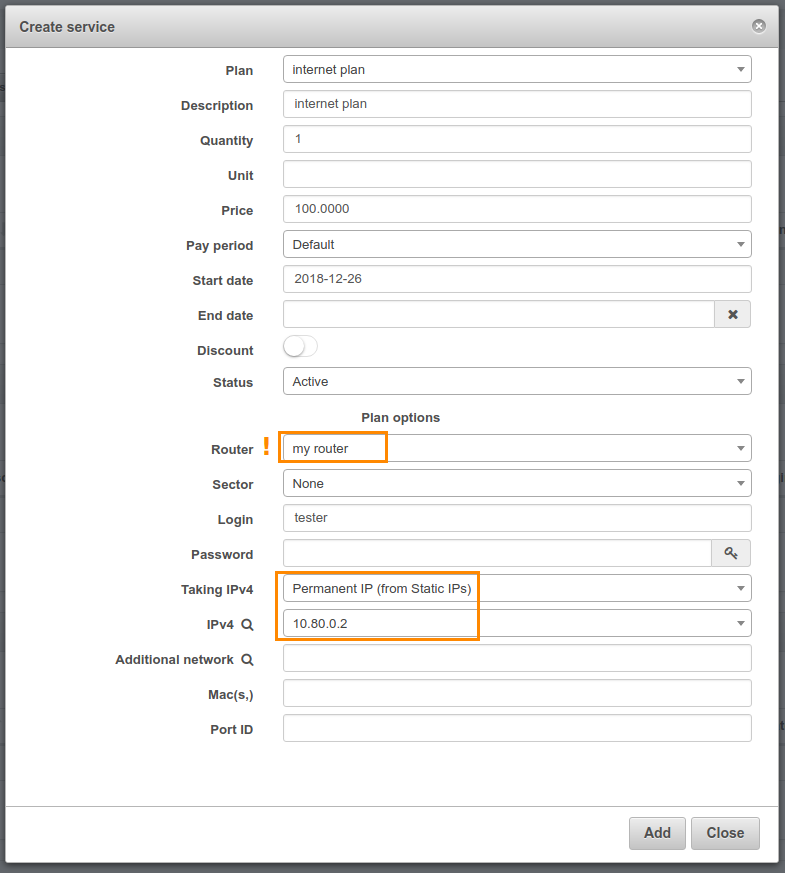 Create service
Plan internet plan
Description internet plan
Quantity 1
Unit
Price 100.0000
Pay period Default
Start date 2018-12-26
End date
Discount
Status Active
Plan options
Router ! my router
Sector None
Login tester
Password
Taking IPv4 Permanent IP (from Static IPs)
IPv4 10.80.0.2
Additional network
Mac(s,)
Port ID
Add Close